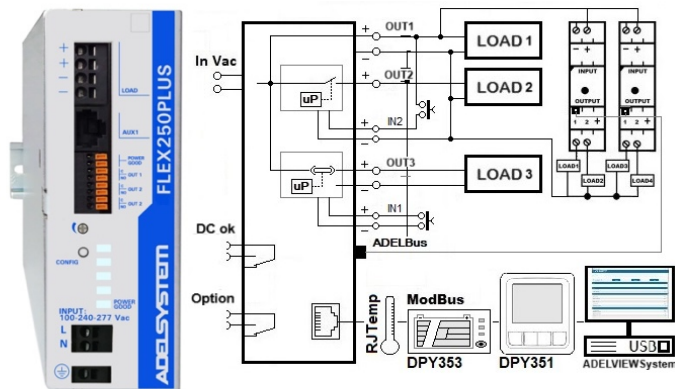 +
+
−
−
LOAD
AUX1
POWER
GOOD
OUT 1
OUT 2
OUT 2
CONFIG
POWER
GOOD
INPUT:
100-240-277 Vac
L
N
ADELSYSTEM
FLEX250PLUS
In Vac
DC ok
Option
uP
uP
+ OUT1
−
+ OUT2
+ IN2
−
+ OUT3
−
+ IN1
−
ADELBus
LOAD 1
LOAD 2
LOAD 3
− +
INPUT
OUTPUT
1 2 +
LOAD1
LOAD2
− +
INPUT
OUTPUT
1 2 +
LOAD3
LOAD4
RJTemp
ModBus
DPY353
DPY351
USB
ADELVIEWSystem